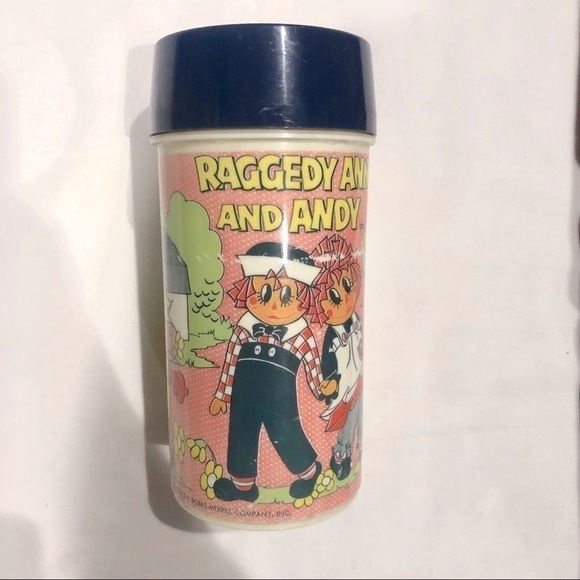 RAGGEDY ANN
AND ANDY
BOBBS-MERRILL COMPANY, INC.